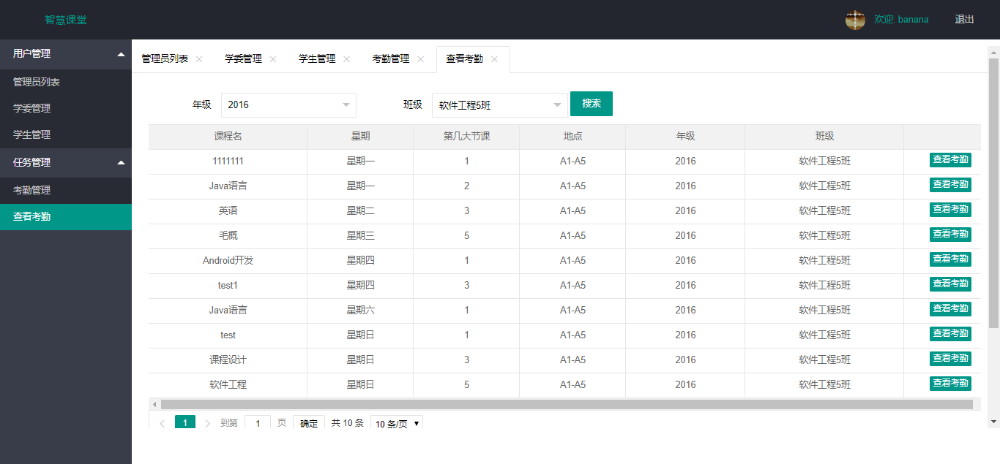 智慧课堂
欢迎: banana
退出
用户管理
管理员列表
学委管理
学生管理
任务管理
考勤管理
查看考勤
管理员列表 学委管理 学生管理 考勤管理 查看考勤
年级 2016 班级 软件工程5班 搜索
课程名 星期 第几大节课 地点 年级 班级
1111111 星期一 1 A1-A5 2016 软件工程5班 查看考勤
Java语言 星期一 2 A1-A5 2016 软件工程5班 查看考勤
英语 星期二 3 A1-A5 2016 软件工程5班 查看考勤
毛概 星期三 5 A1-A5 2016 软件工程5班 查看考勤
Android开发 星期四 1 A1-A5 2016 软件工程5班 查看考勤
test1 星期四 3 A1-A5 2016 软件工程5班 查看考勤
Java语言 星期六 1 A1-A5 2016 软件工程5班 查看考勤
test 星期日 1 A1-A5 2016 软件工程5班 查看考勤
课程设计 星期日 3 A1-A5 2016 软件工程5班 查看考勤
软件工程 星期日 5 A1-A5 2016 软件工程5班 查看考勤
1 到第 1 页 确定 共 10 条 10 条/页